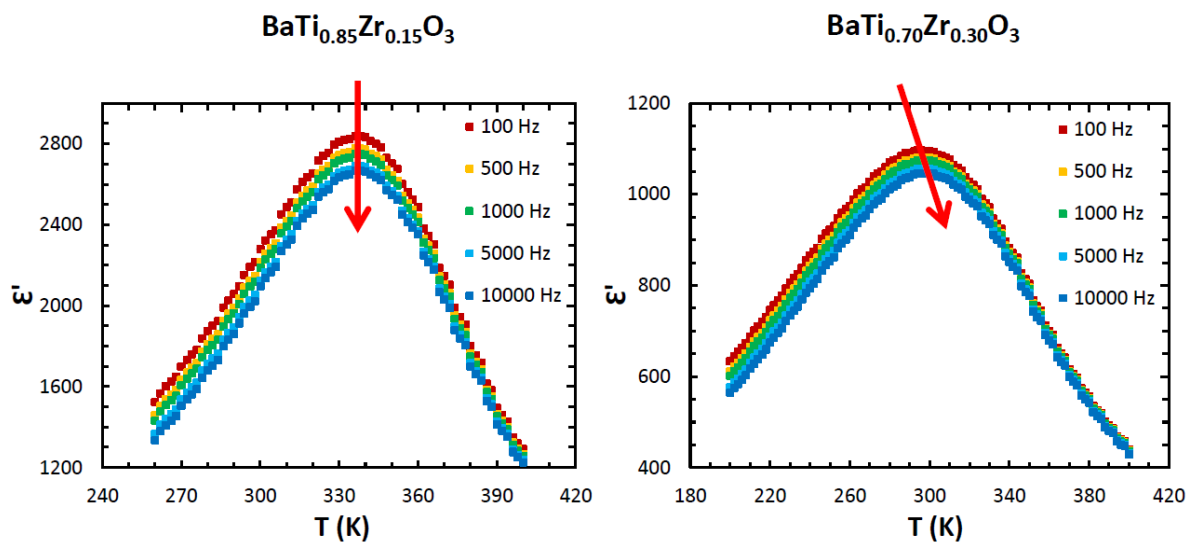 BaTi0.85Zr0.15O3
ε'
2800
2400
2000
1600
1200
240 270 300 330 360 390 420
T (K)
100 Hz
500 Hz
1000 Hz
5000 Hz
10000 Hz
BaTi0.70Zr0.30O3
ε'
1200
1000
800
600
400
180 220 260 300 340 380 420
T (K)
100 Hz
500 Hz
1000 Hz
5000 Hz
10000 Hz